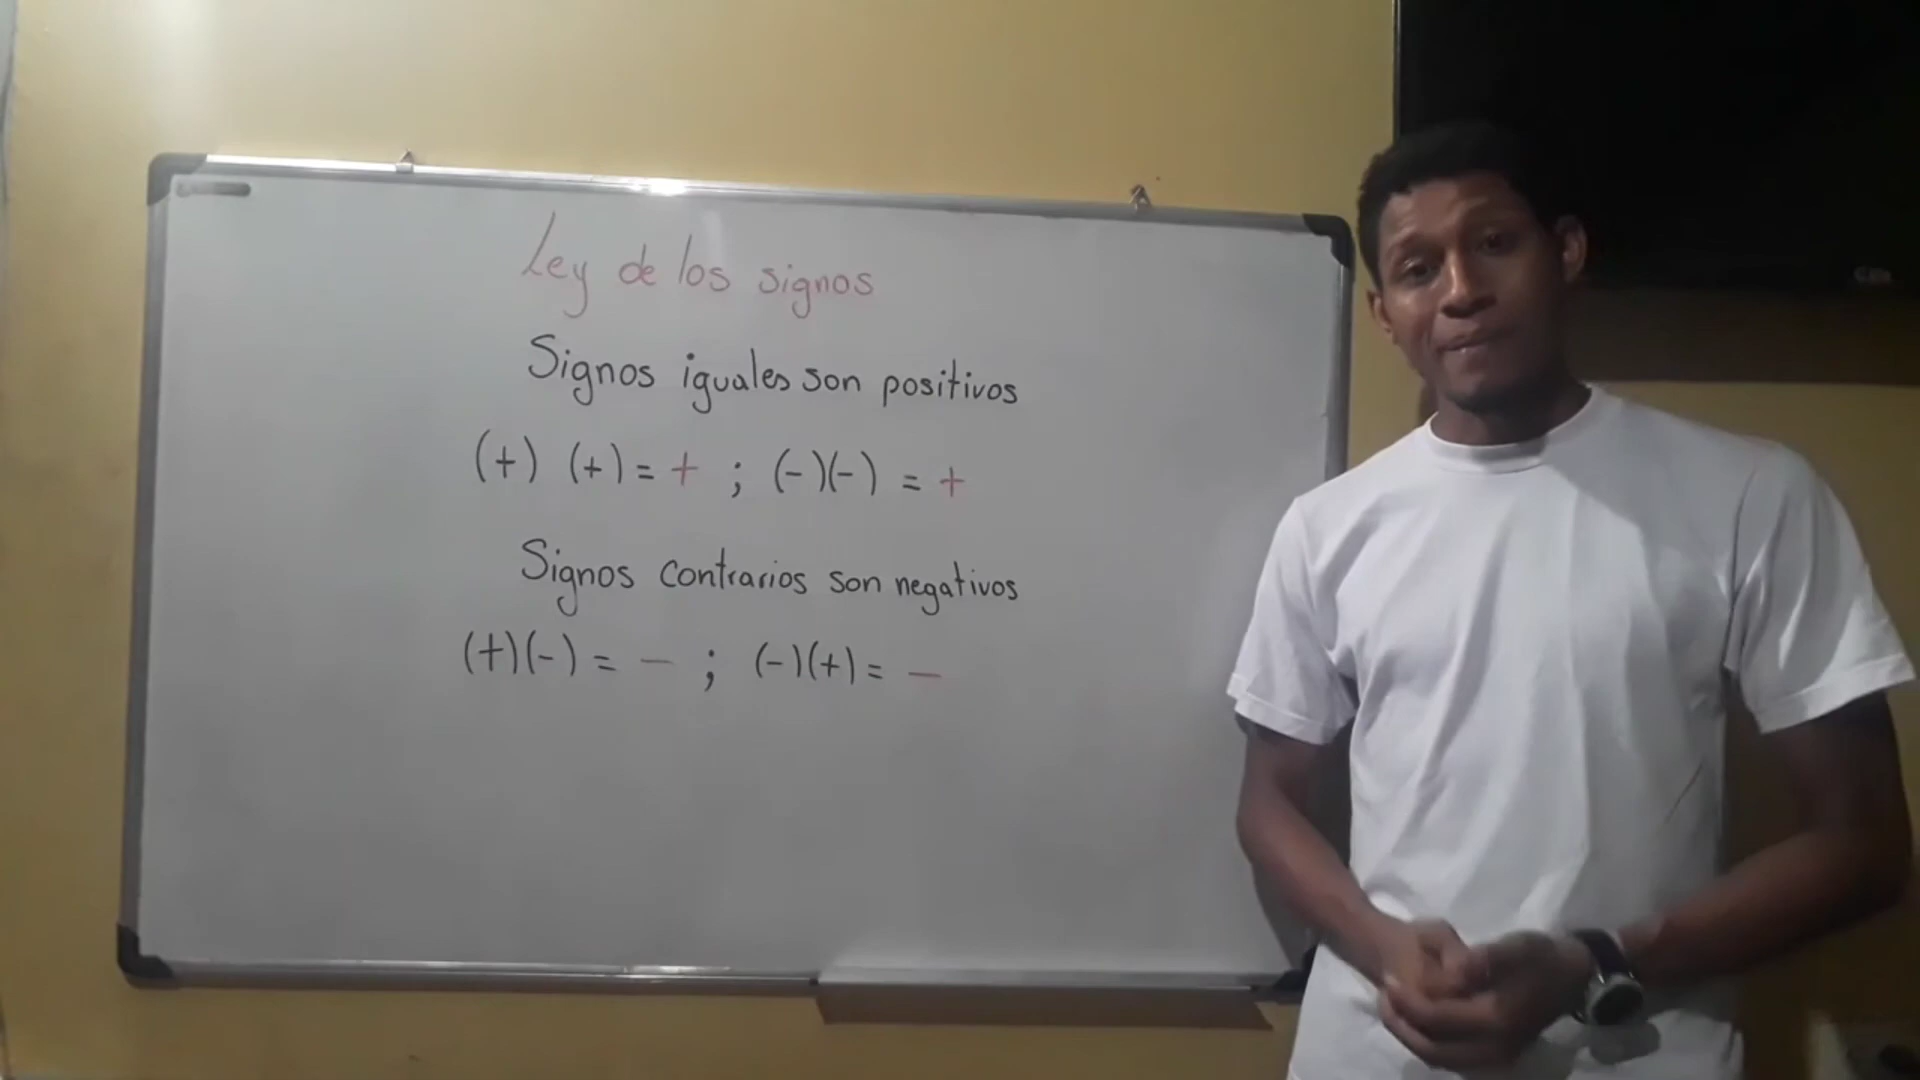 Ley de los signos
Signos iguales son positivos
(+) (+) = + ; (-)(-) = +
Signos contrarios son negativos
(+)(-) = - ; (-)(+) = -